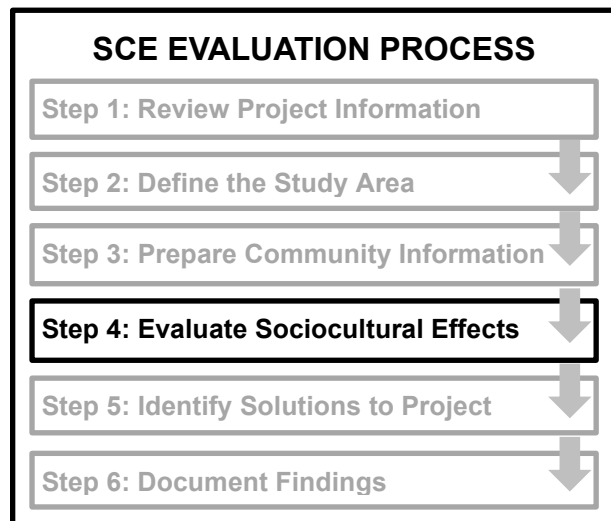 SCE EVALUATION PROCESS
Step 1: Review Project Information
Step 2: Define the Study Area
Step 3: Prepare Community Information
Step 4: Evaluate Sociocultural Effects
Step 5: Identify Solutions to Project
Step 6: Document Findings